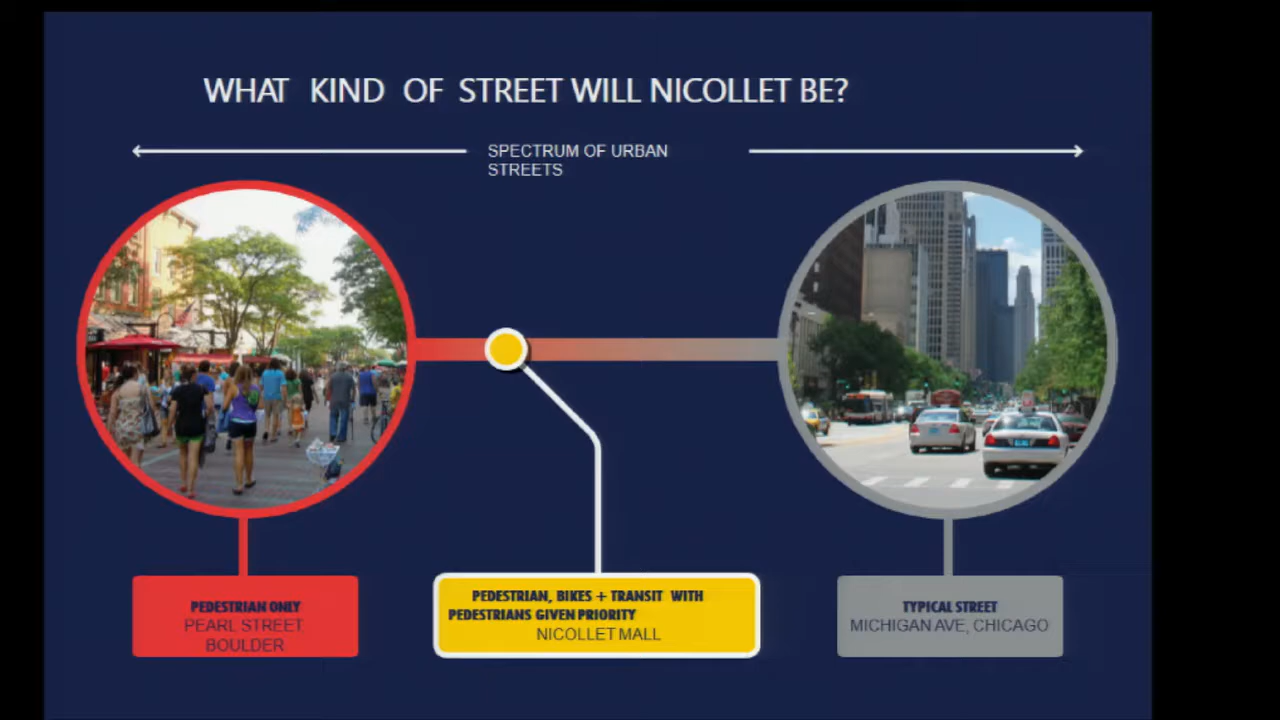 WHAT KIND OF STREET WILL NICOLLET BE?
SPECTRUM OF URBAN
STREETS
PEDESTRIAN ONLY
PEARL STREET
BOULDER
PEDESTRIAN, BIKES + TRANSIT WITH
PEDESTRIANS GIVEN PRIORITY
NICOLLET MALL
TYPICAL STREET
MICHIGAN AVE, CHICAGO